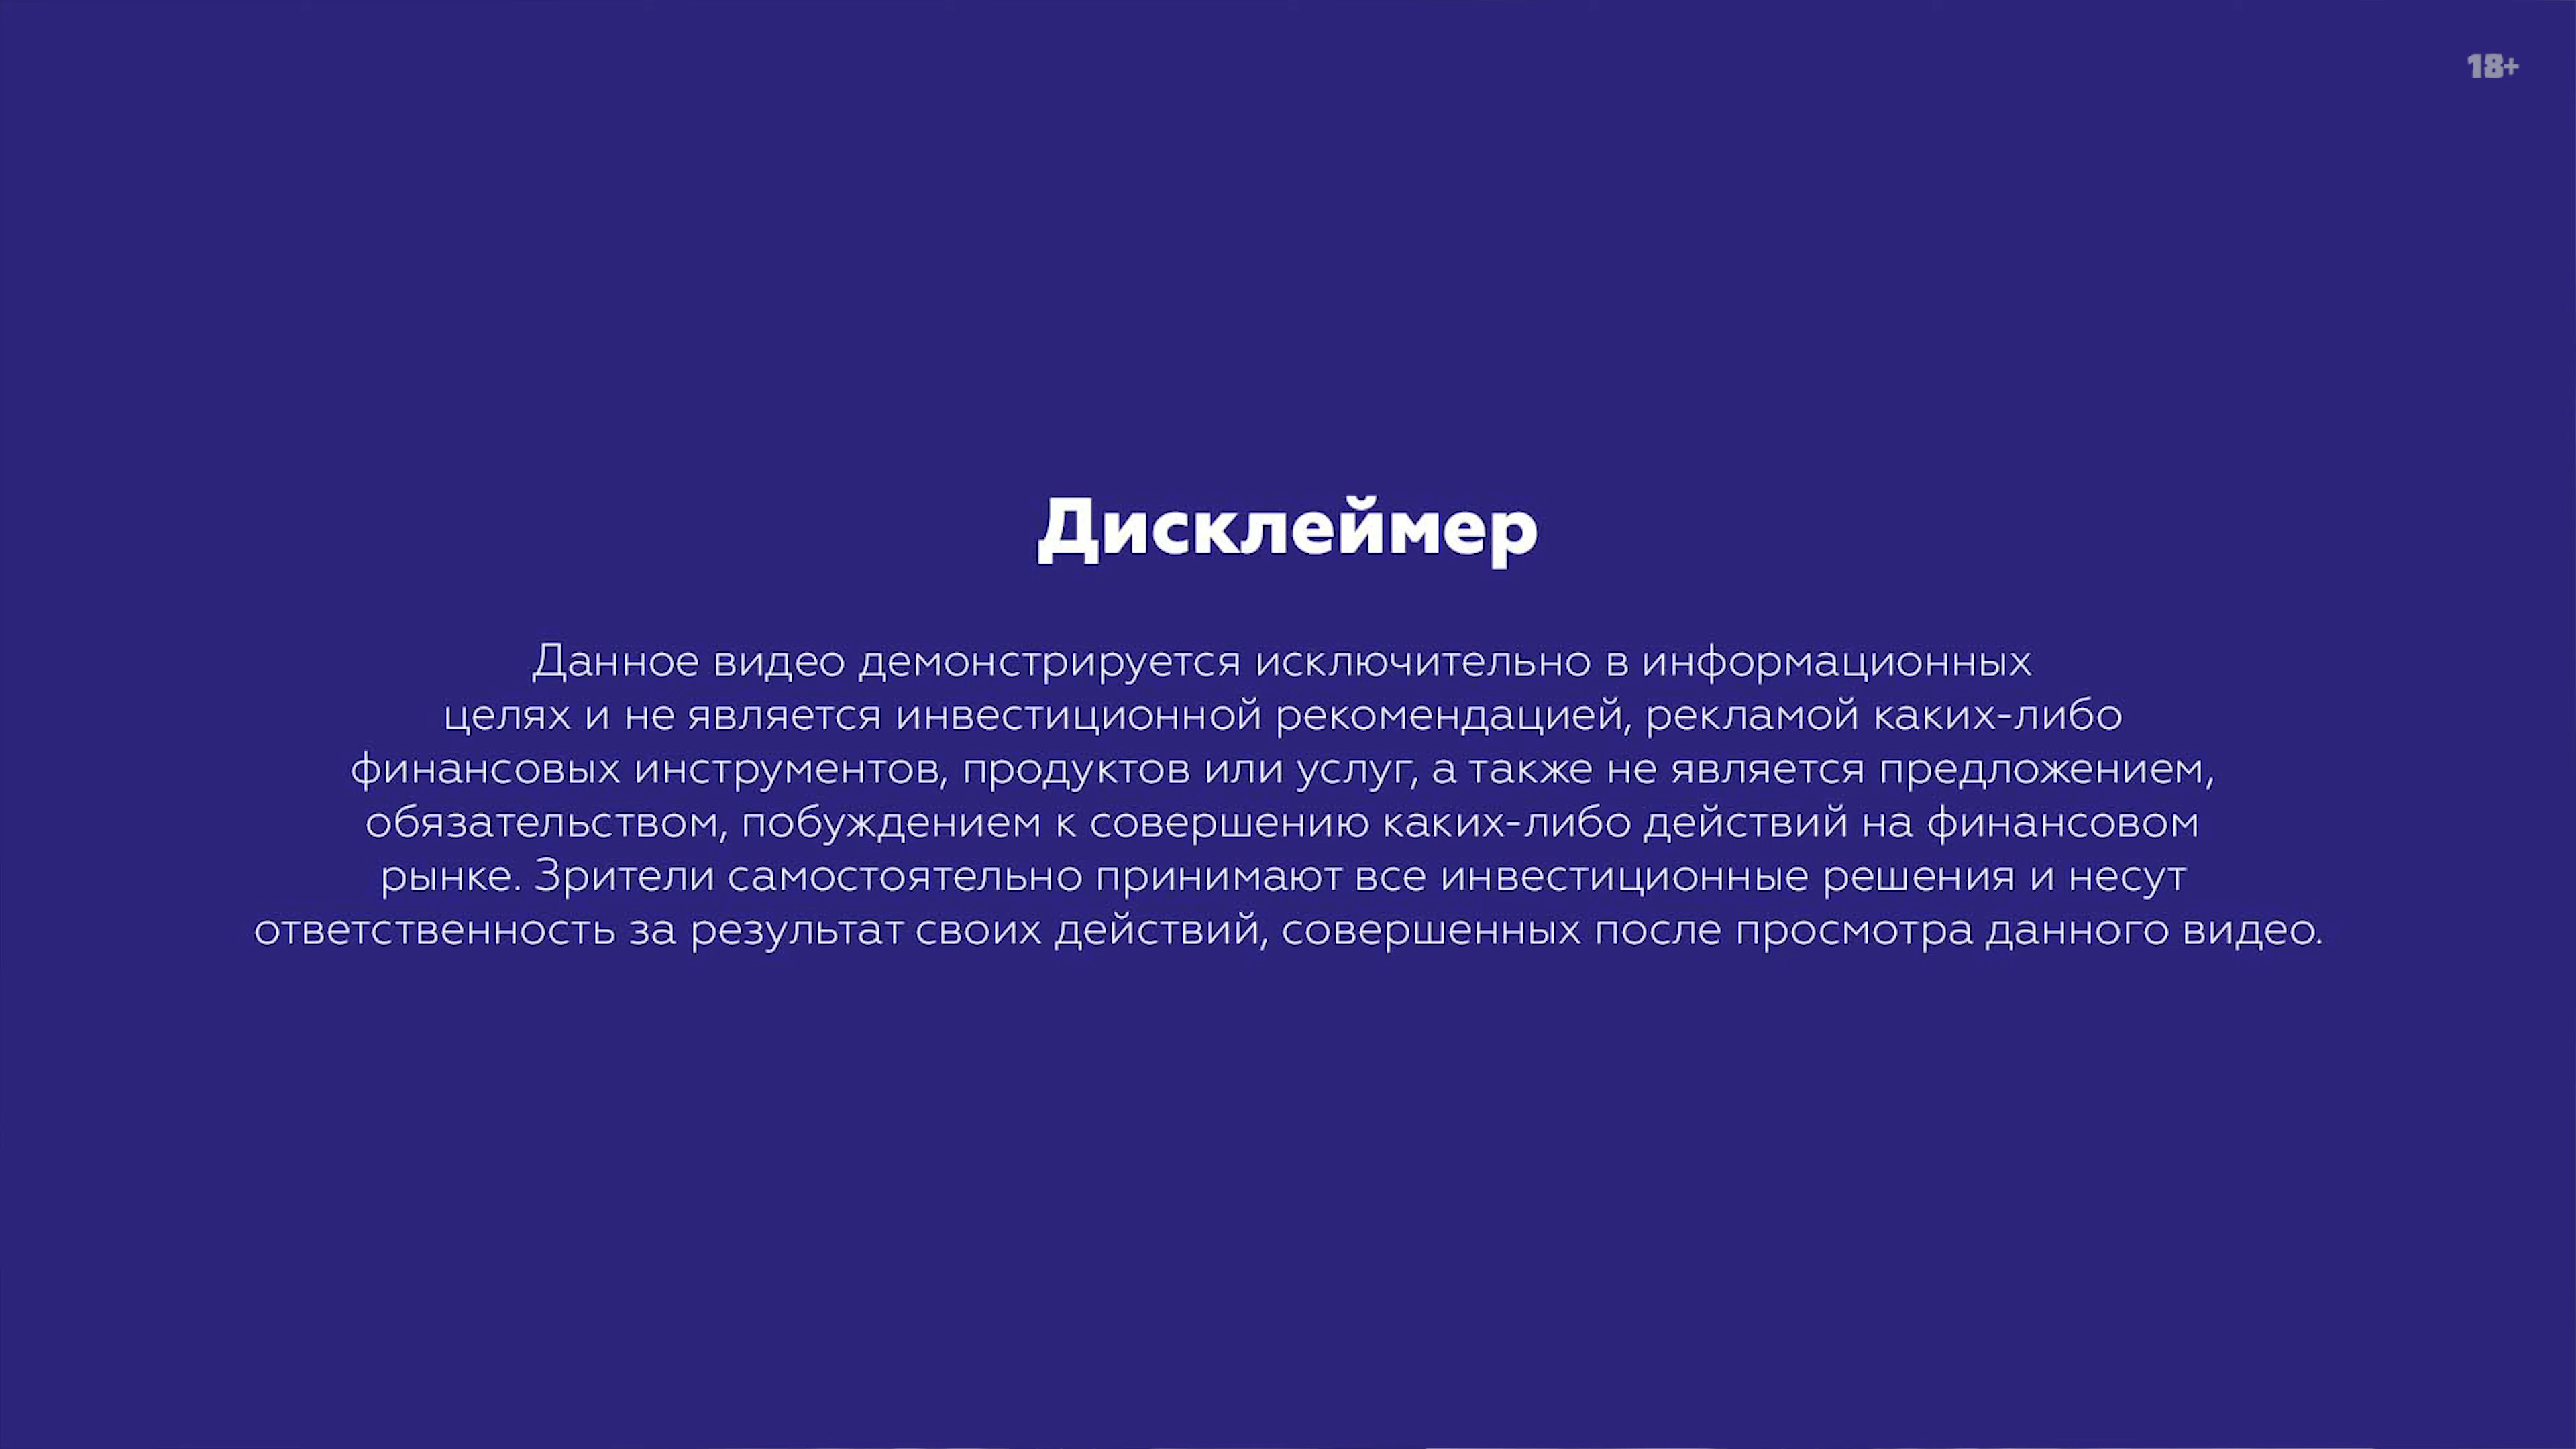 18+
Дисклеймер
Данное видео демонстрируется исключительно в информационных
целях и не является инвестиционной рекомендацией, рекламой каких-либо
финансовых инструментов, продуктов или услуг, а также не является предложением,
обязательством, побуждением к совершению каких-либо действий на финансовом
рынке. Зрители самостоятельно принимают все инвестиционные решения и несут
ответственность за результат своих действий, совершенных после просмотра данного видео.